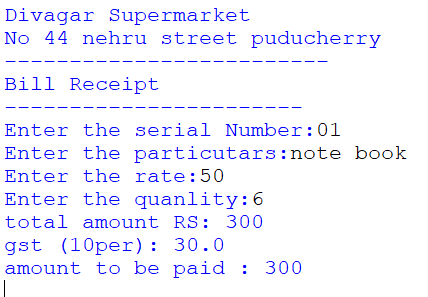 Divagar Supermarket
No 44 nehru street puducherry
-------------------------
Bill Receipt
-----------------------
Enter the serial Number:01
Enter the particutars:note book
Enter the rate:50
Enter the quanlity:6
total amount RS: 300
gst (10per): 30.0
amount to be paid : 300